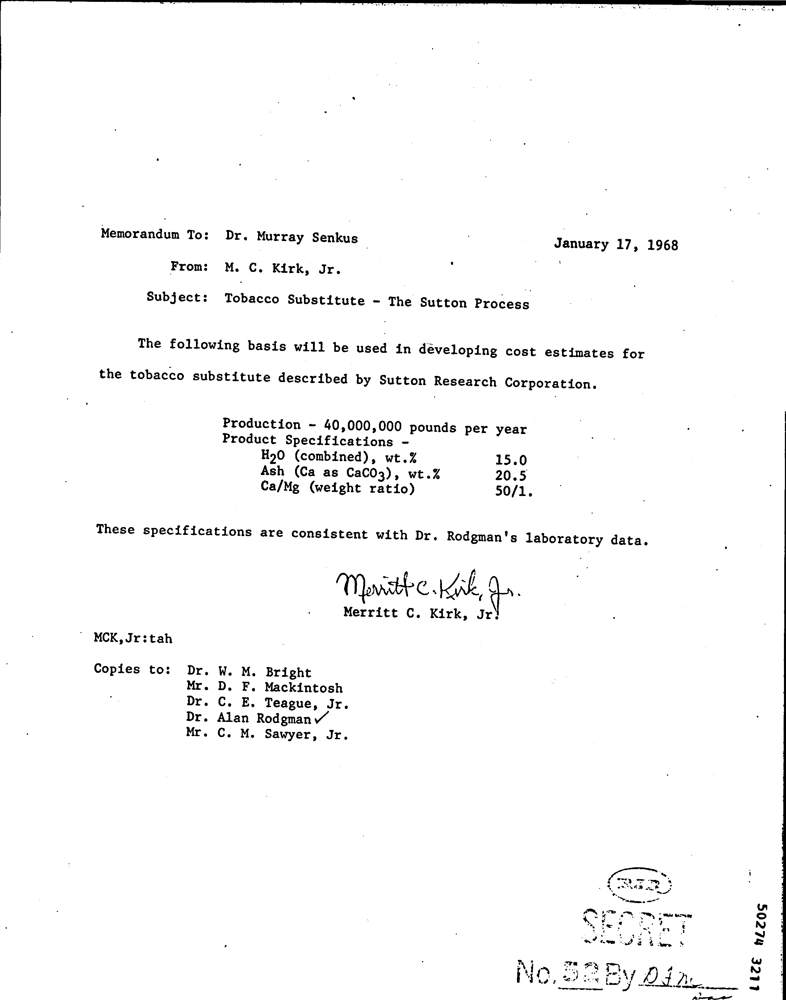 Memorandum To: Dr. Murray Senkus
January 17, 1968
From: M. C. Kirk, Jr.
Subject: Tobacco Substitute - The Sutton Process
The following basis will be used in developing cost estimates for
the tobacco substitute described by Sutton Research Corporation.
Production - 40,000,000 pounds per year
Product Specifications -
H2O (combined), wt.% 15.0
Ash (Ca as CaCO3), wt.% 20.5
Ca/Mg (weight ratio) 50/1.
These specifications are consistent with Dr. Rodgman's laboratory data.
Merritt C. Kirk, Jr.
Merritt C. Kirk, Jr.
MCK,Jr:tah
Copies to: Dr. W. M. Bright
Mr. D. F. Mackintosh
Dr. C. E. Teague, Jr.
Dr. Alan Rodgman ✓
Mr. C. M. Sawyer, Jr.
RJR
SECRET
No. 52 By
50274 3211